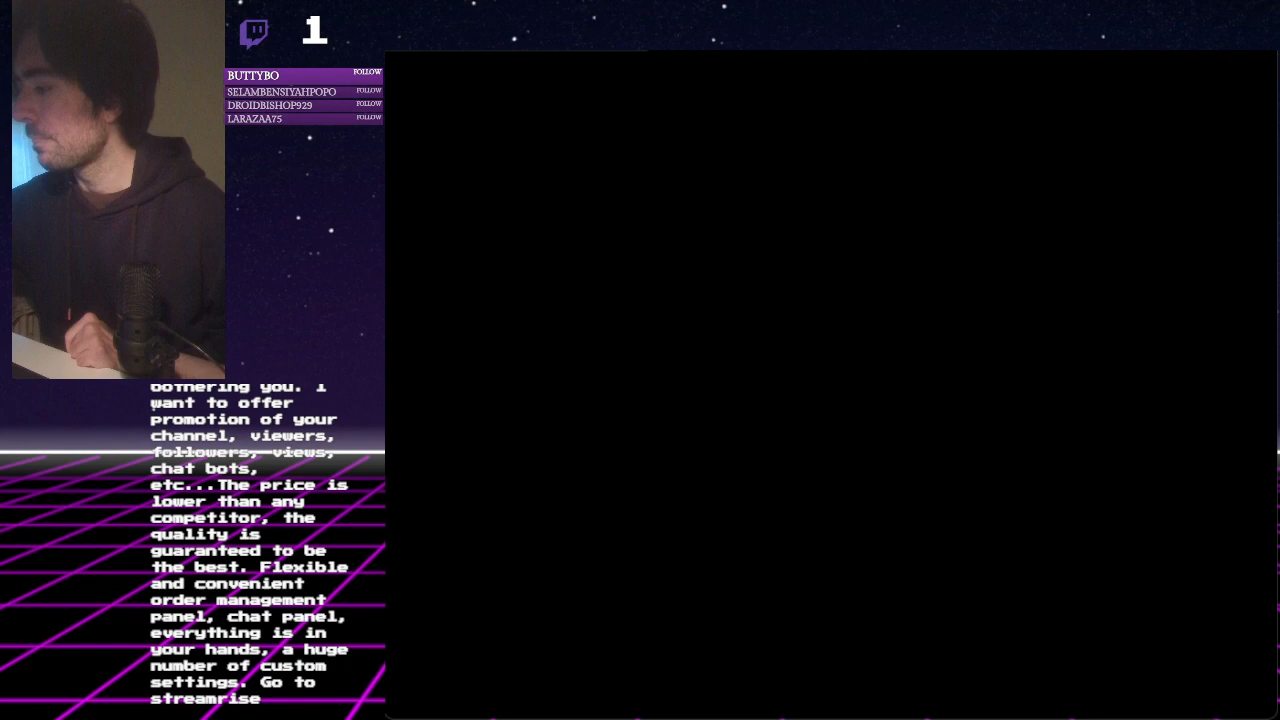 1
BUTTYBO FOLLOW
SELAMBENSIYAHPOPO FOLLOW
DROIDBISHOP929 FOLLOW
LARAZAA75 FOLLOW
bothering you. I
want to offer
promotion of your
channel, viewers,
followers, views,
chat bots,
etc...The price is
lower than any
competitor, the
quality is
guaranteed to be
the best. Flexible
and convenient
order management
panel, chat panel,
everything is in
your hands, a huge
number of custom
settings. Go to
streamrise